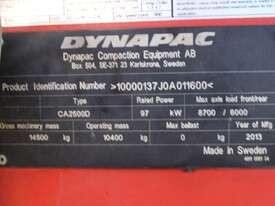 DYNAPAC
Dynapac Compaction Equipment AB
Box 504, SE-371 23 Karlskrona, Sweden
Product Identification Number >10000137J0A011600<
Type Rated Power Max axle load front/rear
CA2500D 97 kW 8700 / 6000
Gross machinery mass Operating mass Max ballast Year of Mfg
14500 kg 10400 kg 0 kg 2013
Made in Sweden